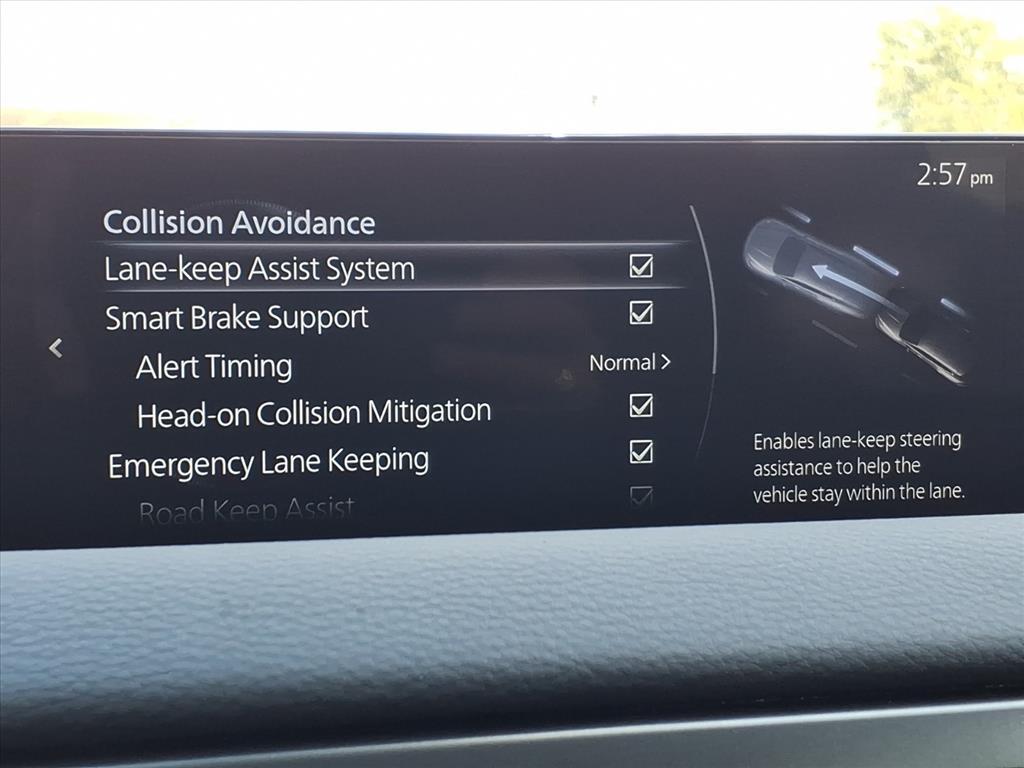 2:57 pm
Collision Avoidance
Lane-keep Assist System
Smart Brake Support
Alert Timing Normal >
Head-on Collision Mitigation
Emergency Lane Keeping
Road Keep Assist
Enables lane-keep steering
assistance to help the
vehicle stay within the lane.